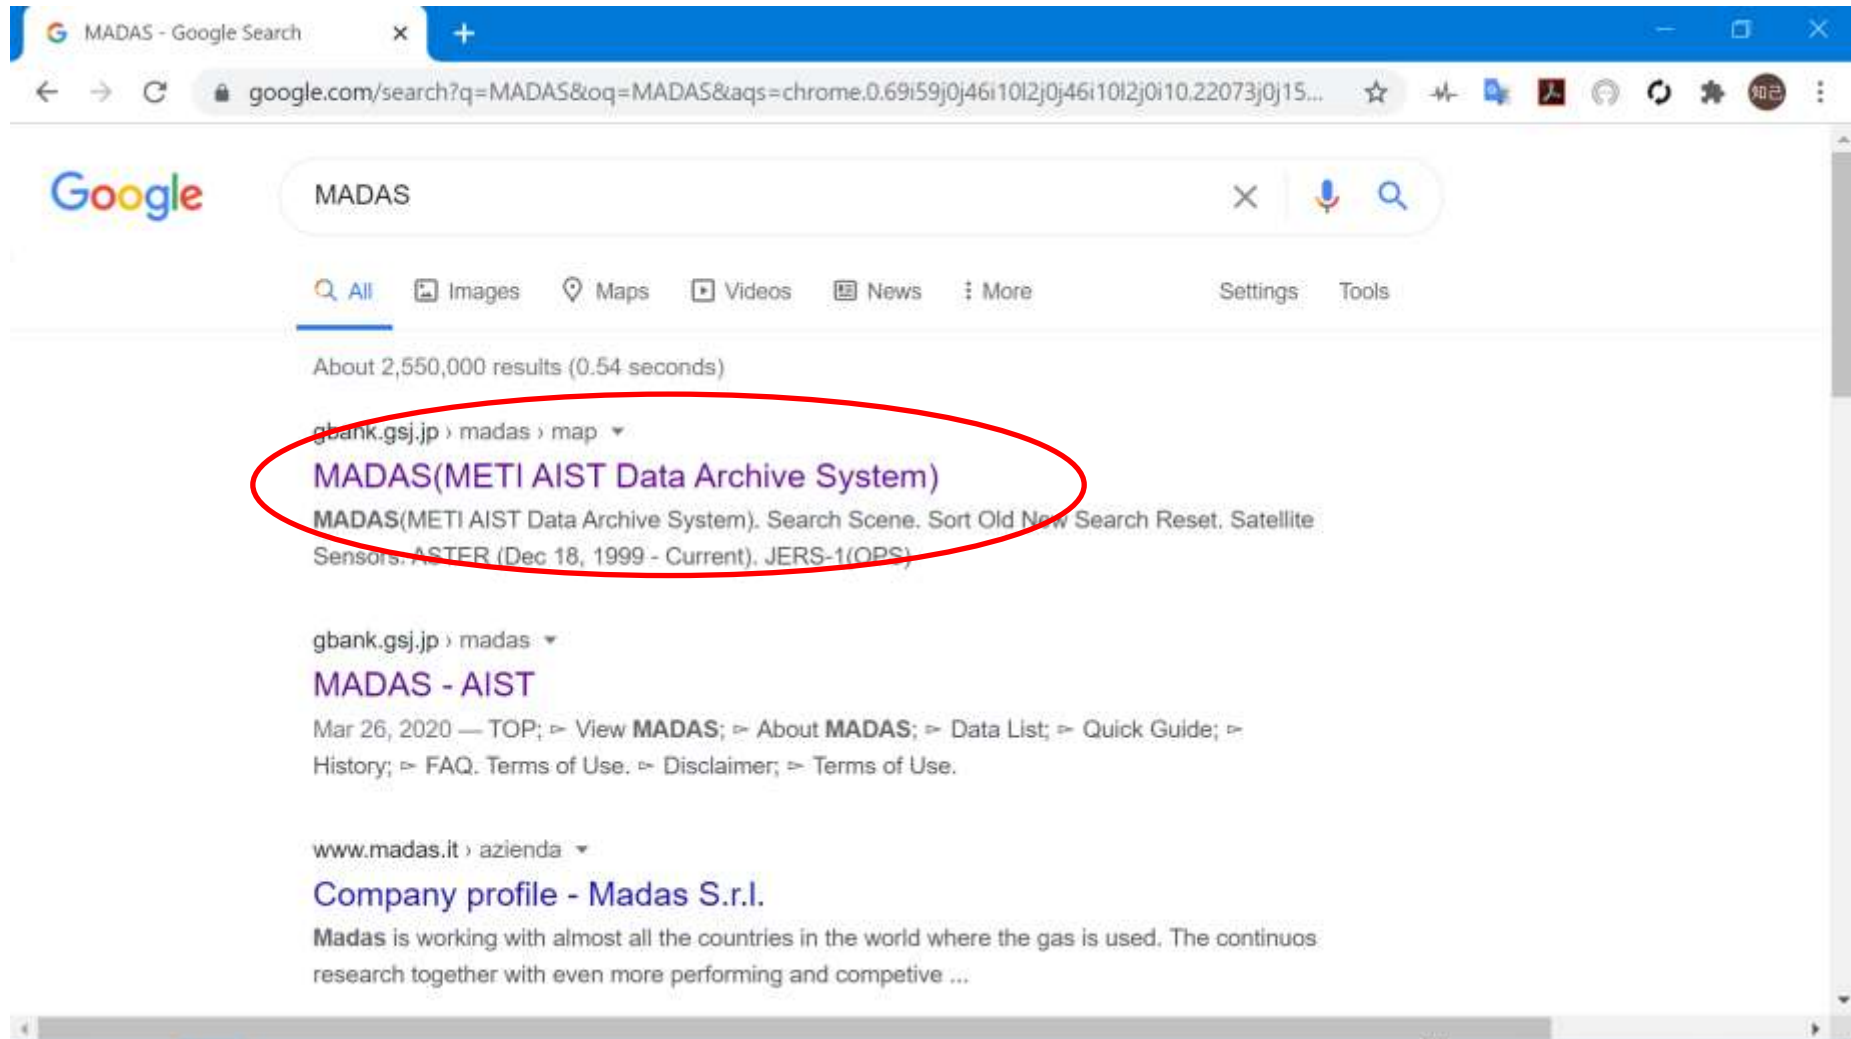 MADAS - Google Search
google.com/search?q=MADAS&oq=MADAS&aqs=chrome.0.69i59j0j46i10l2j0j46i10l2j0i10.22073j0j15...
知己
Google
MADAS
All Images Maps Videos News More Settings Tools
About 2,550,000 results (0.54 seconds)
gbank.gsj.jp › madas › map
MADAS(METI AIST Data Archive System)
MADAS(METI AIST Data Archive System). Search Scene. Sort Old New Search Reset. Satellite
Sensors. ASTER (Dec 18, 1999 - Current). JERS-1(OPS)
gbank.gsj.jp › madas
MADAS - AIST
Mar 26, 2020 — TOP; ▻ View MADAS; ▻ About MADAS; ▻ Data List; ▻ Quick Guide; ▻
History; ▻ FAQ. Terms of Use. ▻ Disclaimer; ▻ Terms of Use.
www.madas.it › azienda
Company profile - Madas S.r.l.
Madas is working with almost all the countries in the world where the gas is used. The continuos
research together with even more performing and competive ...